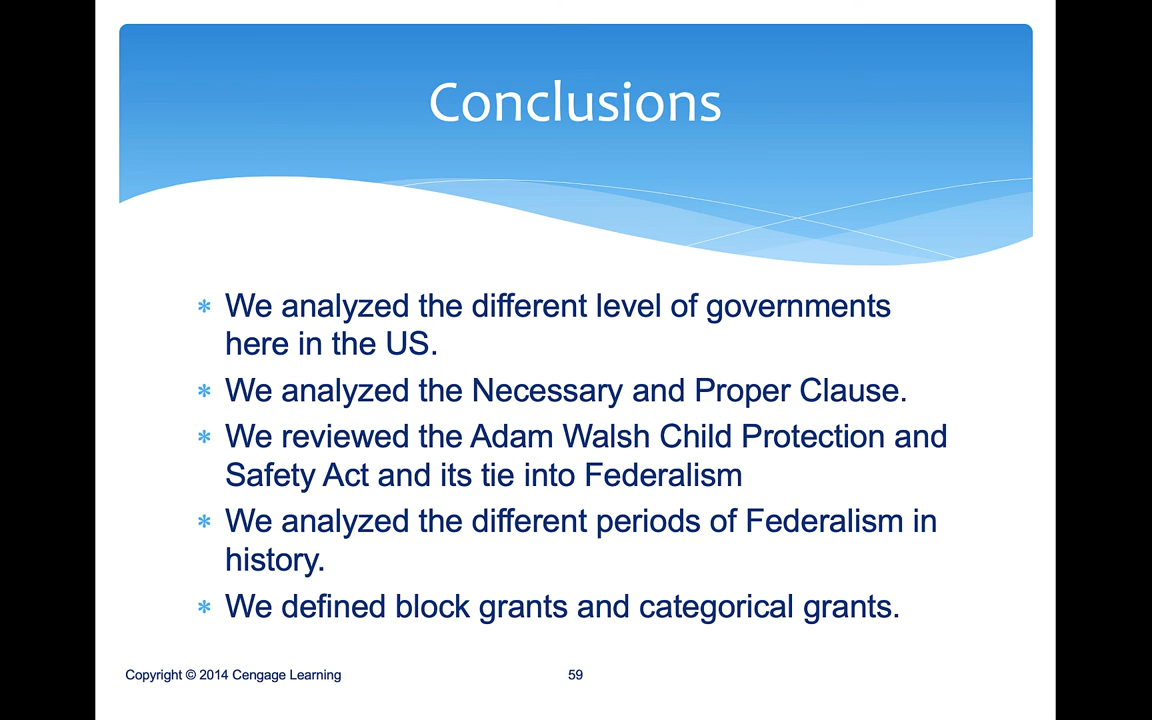 Conclusions
* We analyzed the different level of governments
here in the US.
* We analyzed the Necessary and Proper Clause.
* We reviewed the Adam Walsh Child Protection and
Safety Act and its tie into Federalism
* We analyzed the different periods of Federalism in
history.
* We defined block grants and categorical grants.
Copyright © 2014 Cengage Learning
59